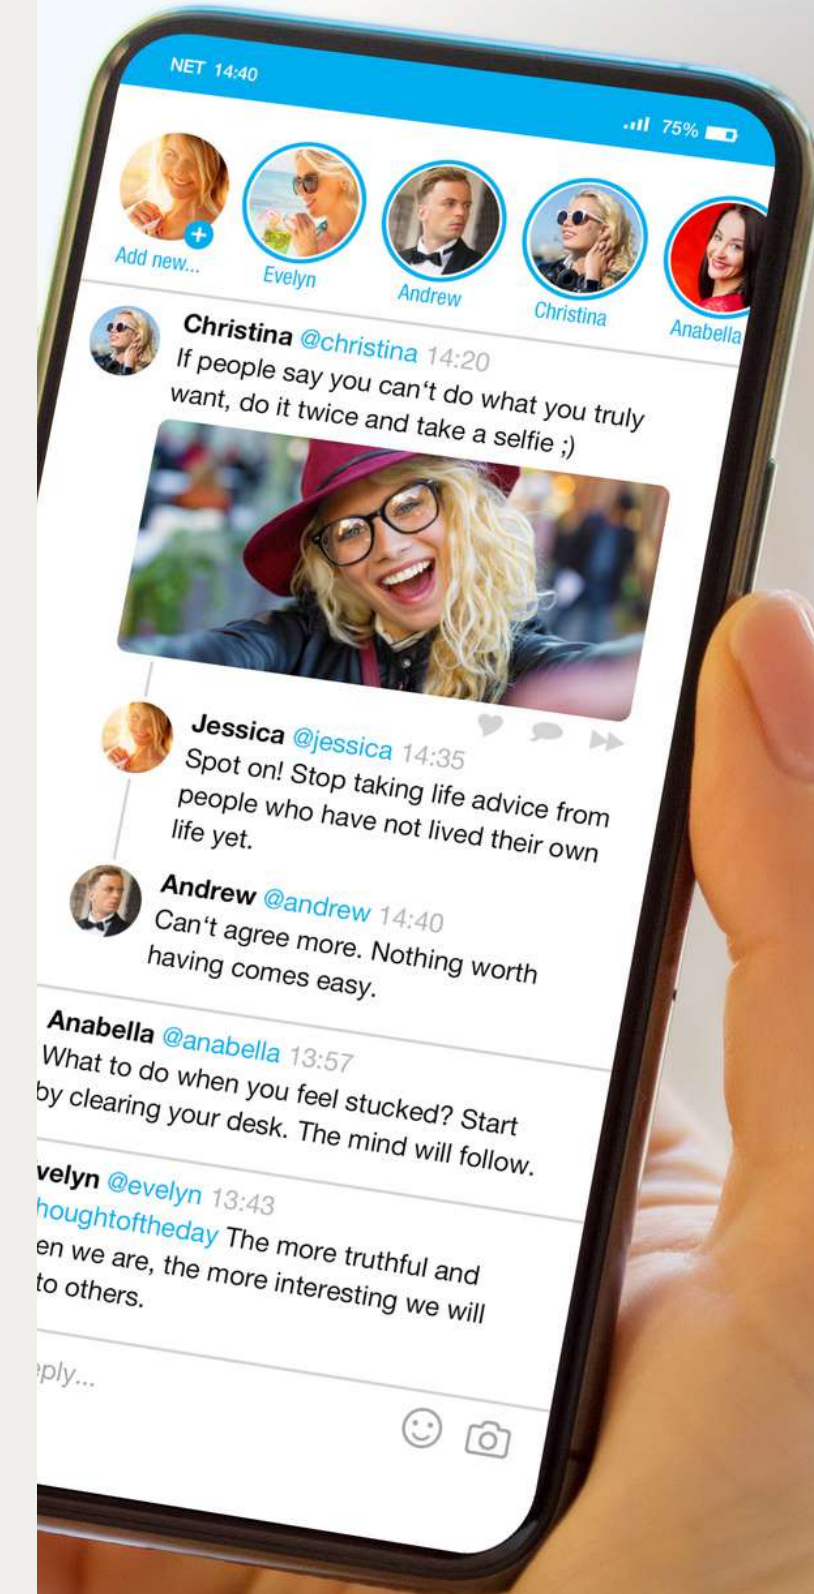 NET 14:40
75%
Add new...
Evelyn
Andrew
Christina
Anabella
Christina @christina 14:20
If people say you can't do what you truly
want, do it twice and take a selfie ;)
Jessica @jessica 14:35
Spot on! Stop taking life advice from
people who have not lived their own
life yet.
Andrew @andrew 14:40
Can't agree more. Nothing worth
having comes easy.
Anabella @anabella 13:57
What to do when you feel stucked? Start
by clearing your desk. The mind will follow.
velyn @evelyn 13:43
houghtoftheday The more truthful and
en we are, the more interesting we will
to others.
eply...